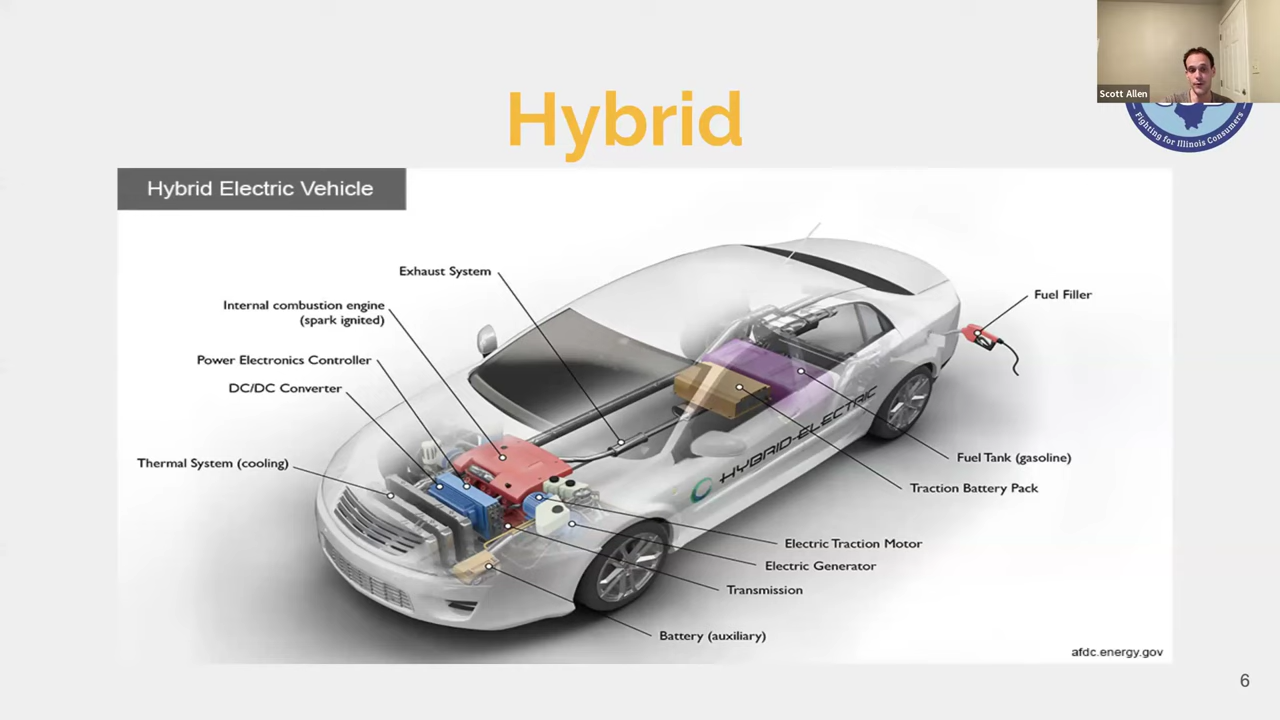 Scott Allen
Fighting for Illinois Consumers
Hybrid
Hybrid Electric Vehicle
Exhaust System
Internal combustion engine
(spark ignited)
Power Electronics Controller
DC/DC Converter
Thermal System (cooling)
Fuel Filler
HYBRID-ELECTRIC
Fuel Tank (gasoline)
Traction Battery Pack
Electric Traction Motor
Electric Generator
Transmission
Battery (auxiliary)
afdc.energy.gov
6